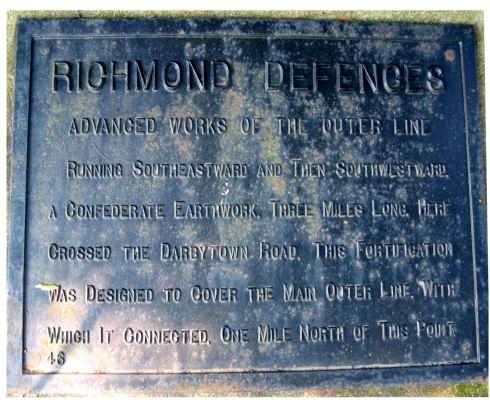 RICHMOND DEFENCES
ADVANCED WORKS OF THE OUTER LINE
RUNNING SOUTHEASTWARD AND THEN SOUTHWESTWARD,
A CONFEDERATE EARTHWORK, THREE MILES LONG, HERE
CROSSED THE DARBYTOWN ROAD. THIS FORTIFICATION
WAS DESIGNED TO COVER THE MAIN OUTER LINE, WITH
WHICH IT CONNECTED, ONE MILE NORTH OF THIS POINT.
46